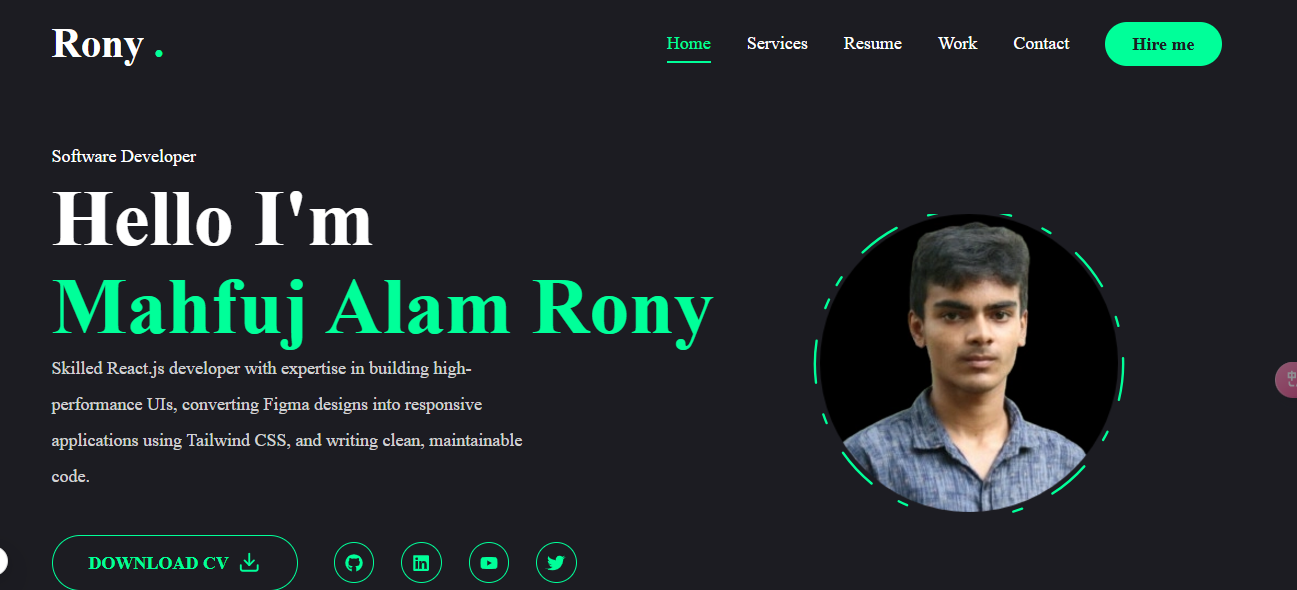 Rony .
Home Services Resume Work Contact Hire me
Software Developer
Hello I'm
Mahfuj Alam Rony
Skilled React.js developer with expertise in building high-
performance UIs, converting Figma designs into responsive
applications using Tailwind CSS, and writing clean, maintainable
code.
DOWNLOAD CV